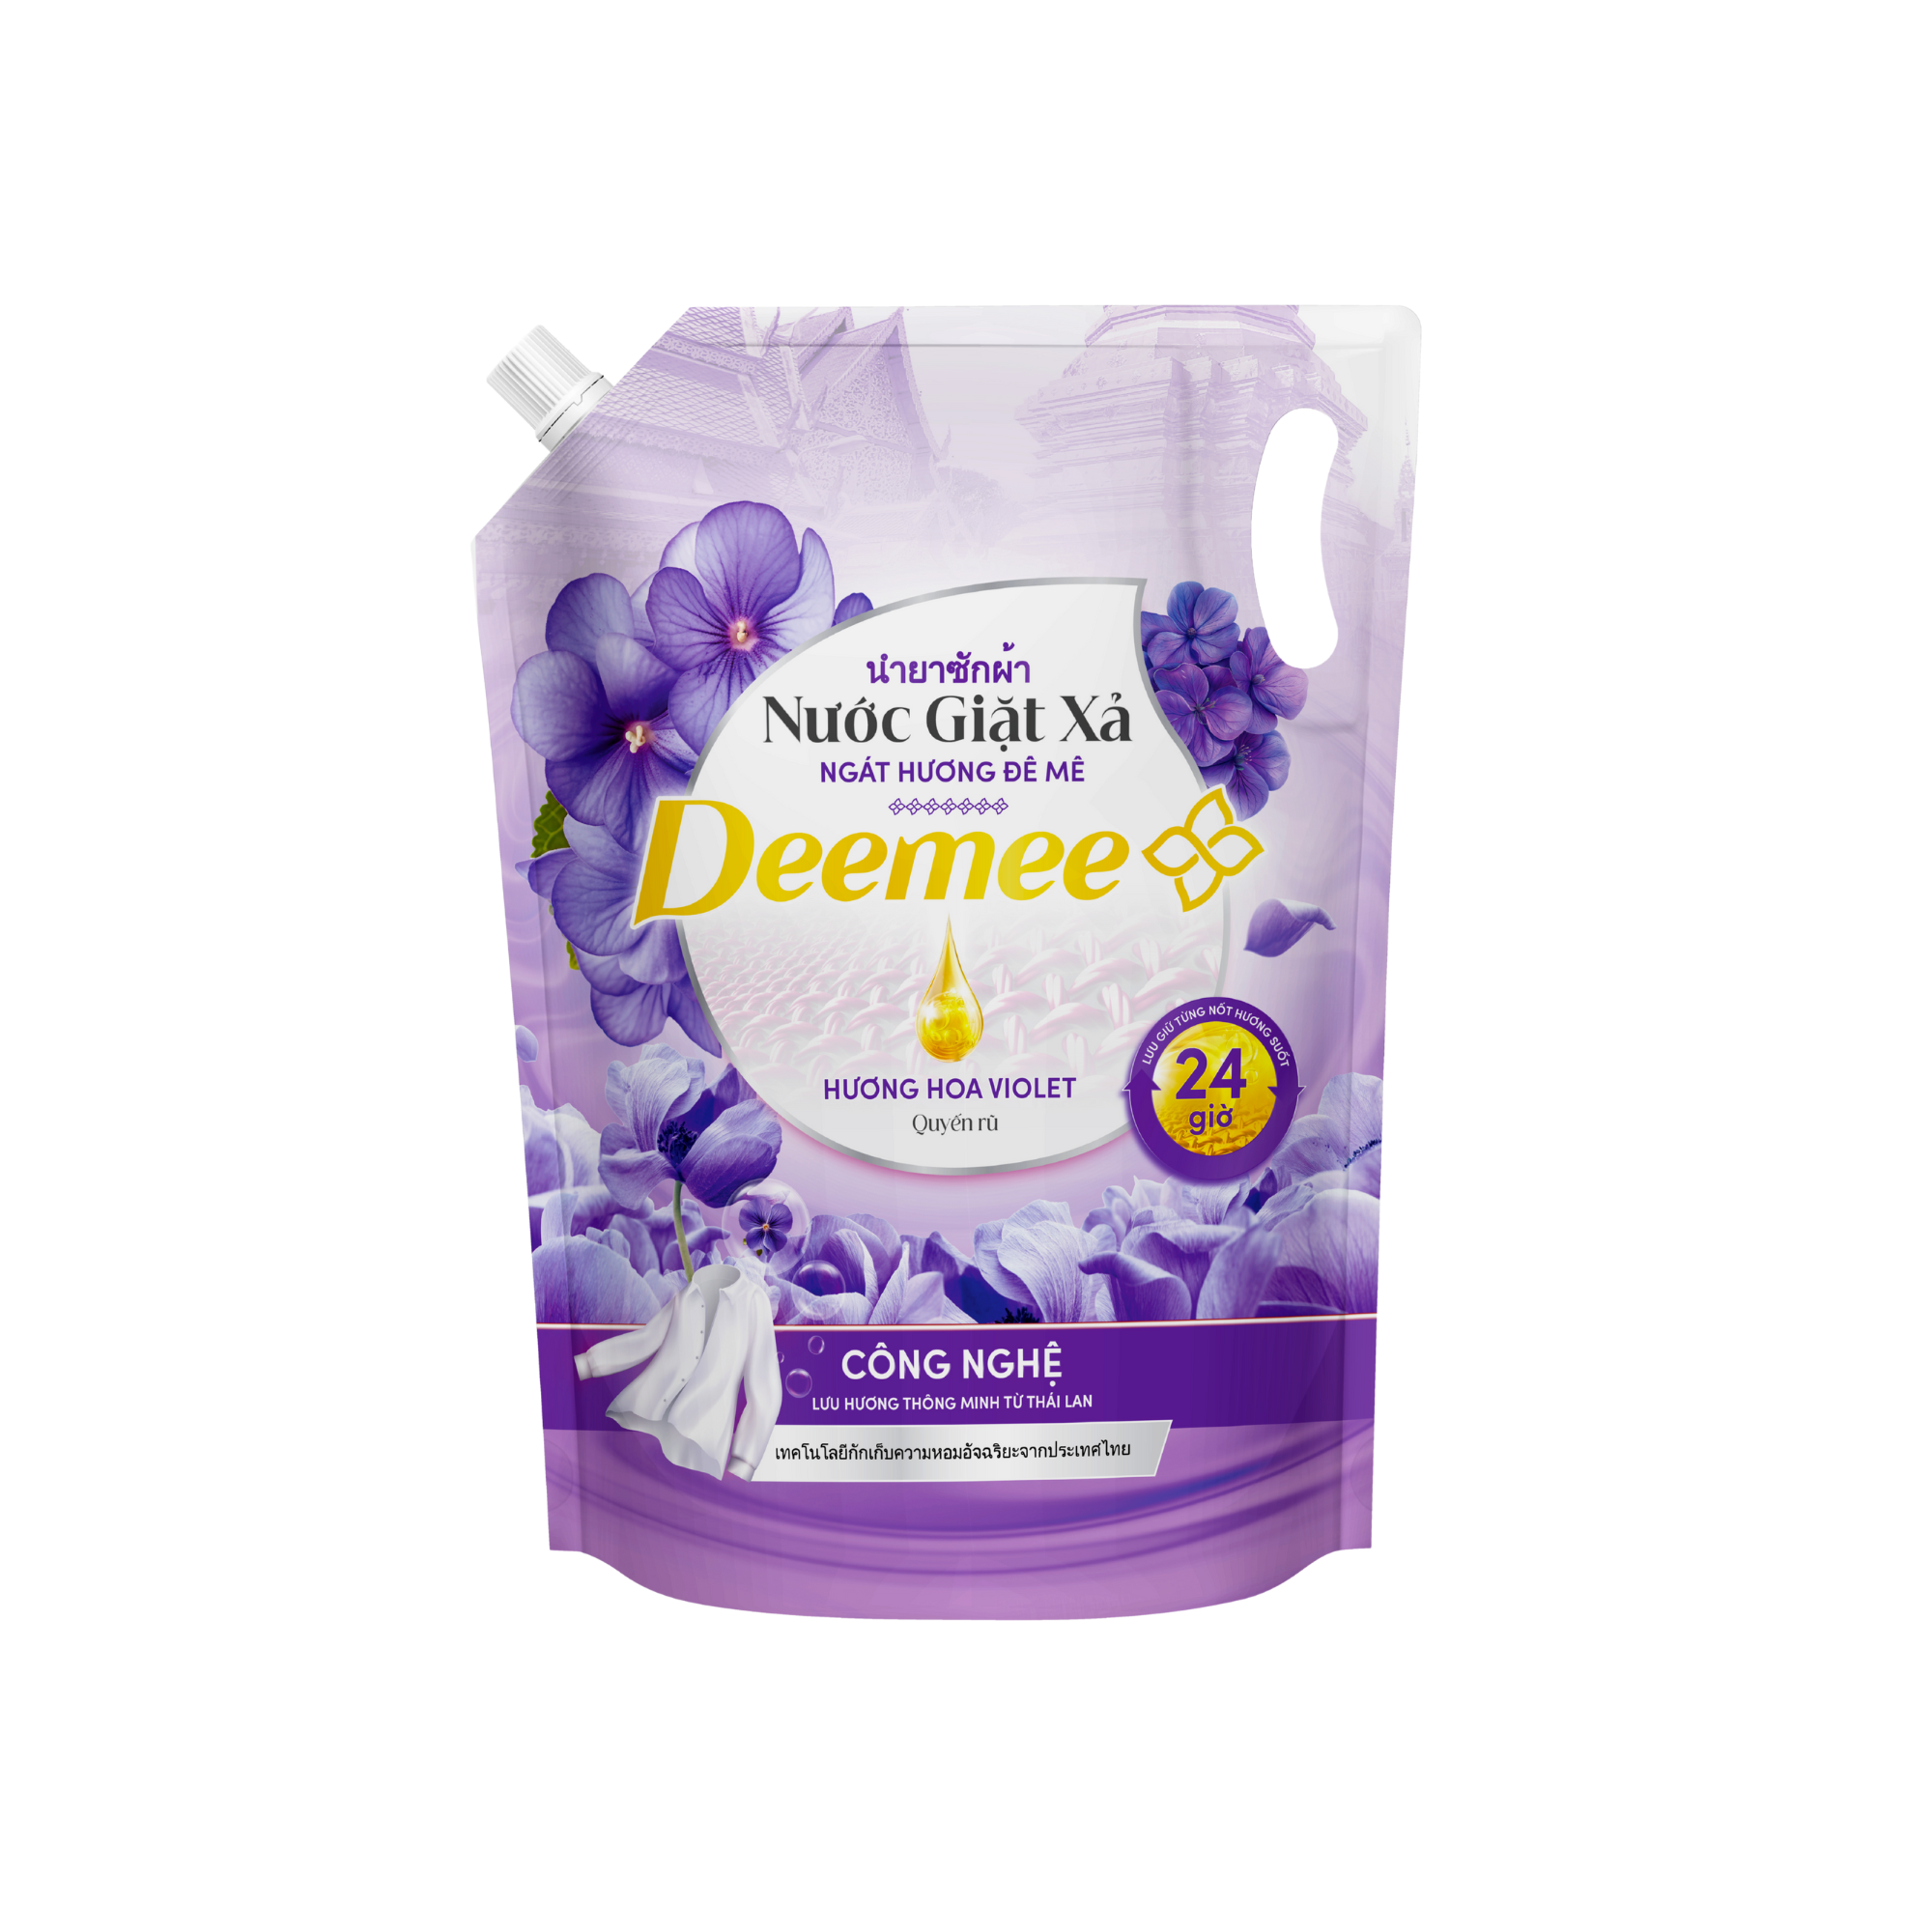 นำยาซักผ้า
Nước Giặt Xả
NGÁT HƯƠNG ĐÊ MÊ
Deemee
HƯƠNG HOA VIOLET
Quyến rũ
LƯU GIỮ TỪNG NỐT HƯƠNG SUỐT
24
giờ
CÔNG NGHỆ
LƯU HƯƠNG THÔNG MINH TỪ THÁI LAN
เทคโนโลยีกักเก็บความหอมอัจฉริยะจากประเทศไทย